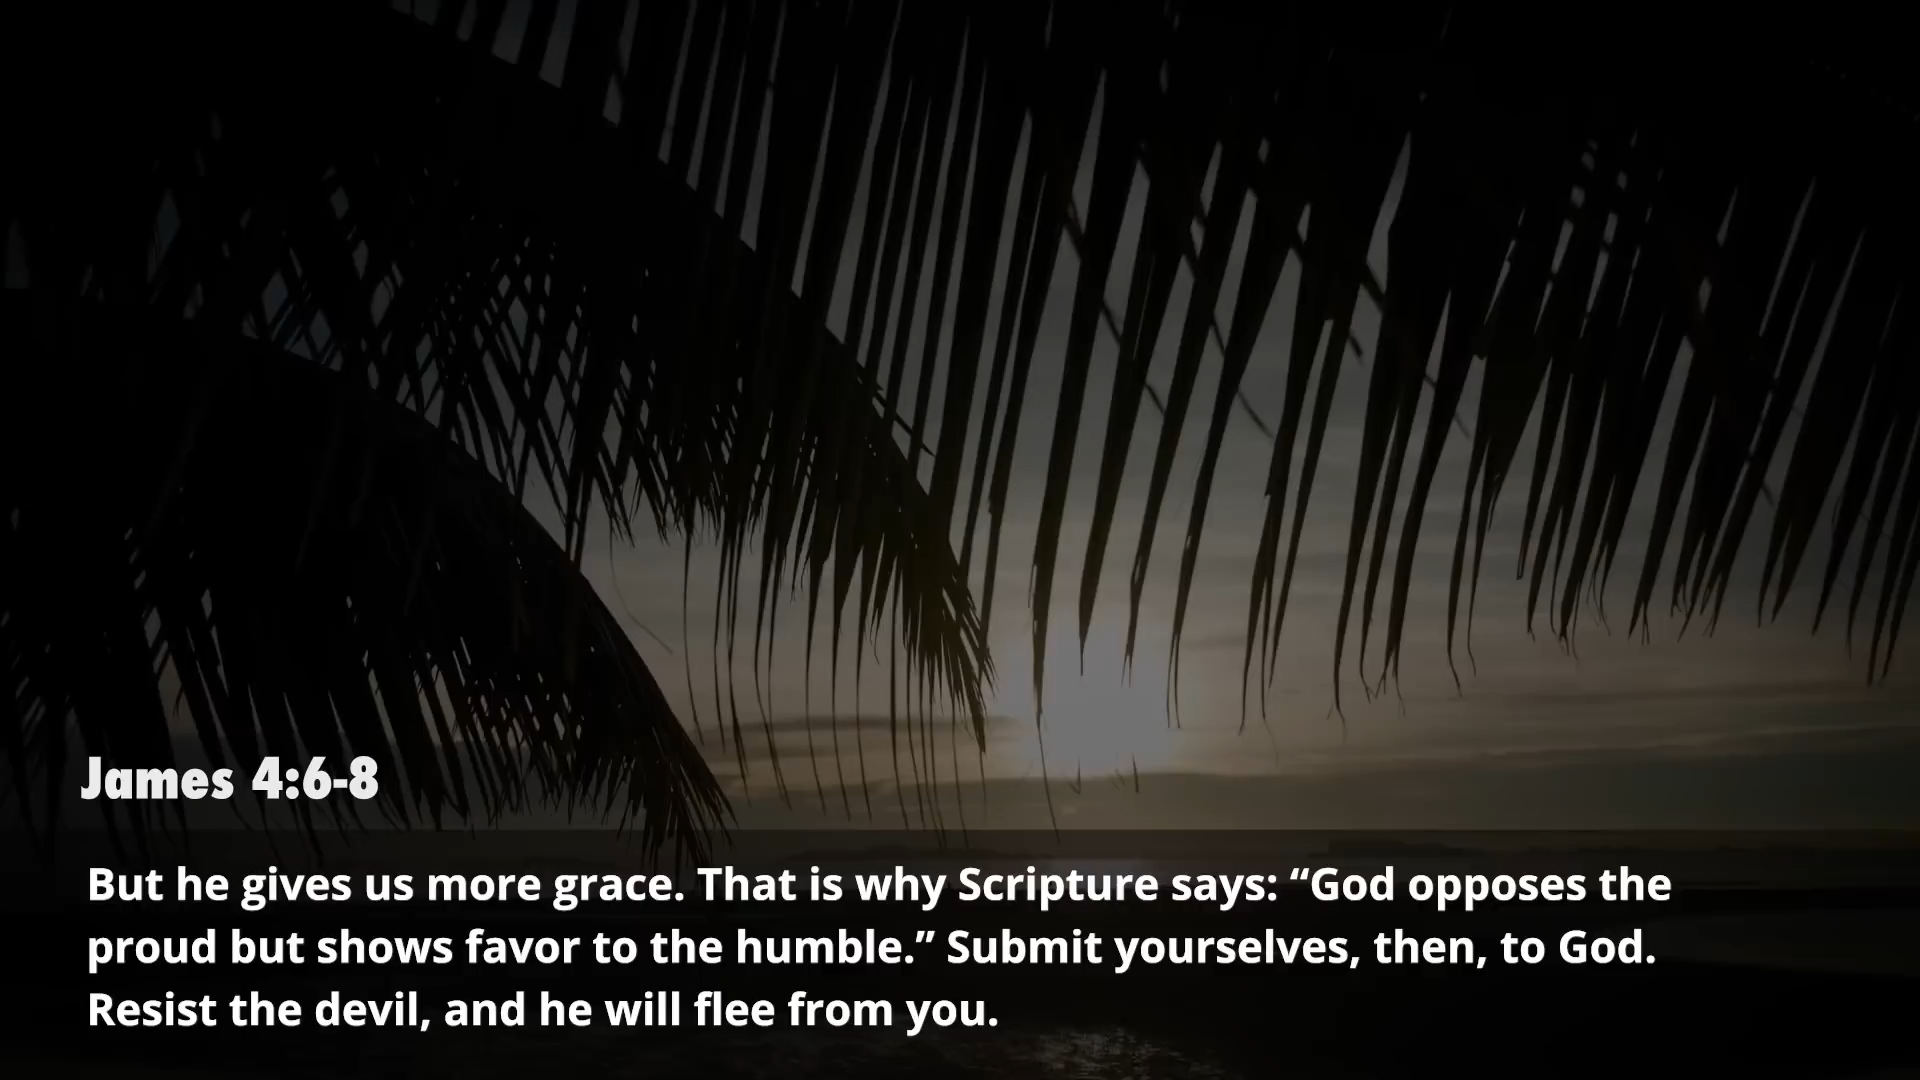 James 4:6-8
But he gives us more grace. That is why Scripture says: “God opposes the
proud but shows favor to the humble.” Submit yourselves, then, to God.
Resist the devil, and he will flee from you.